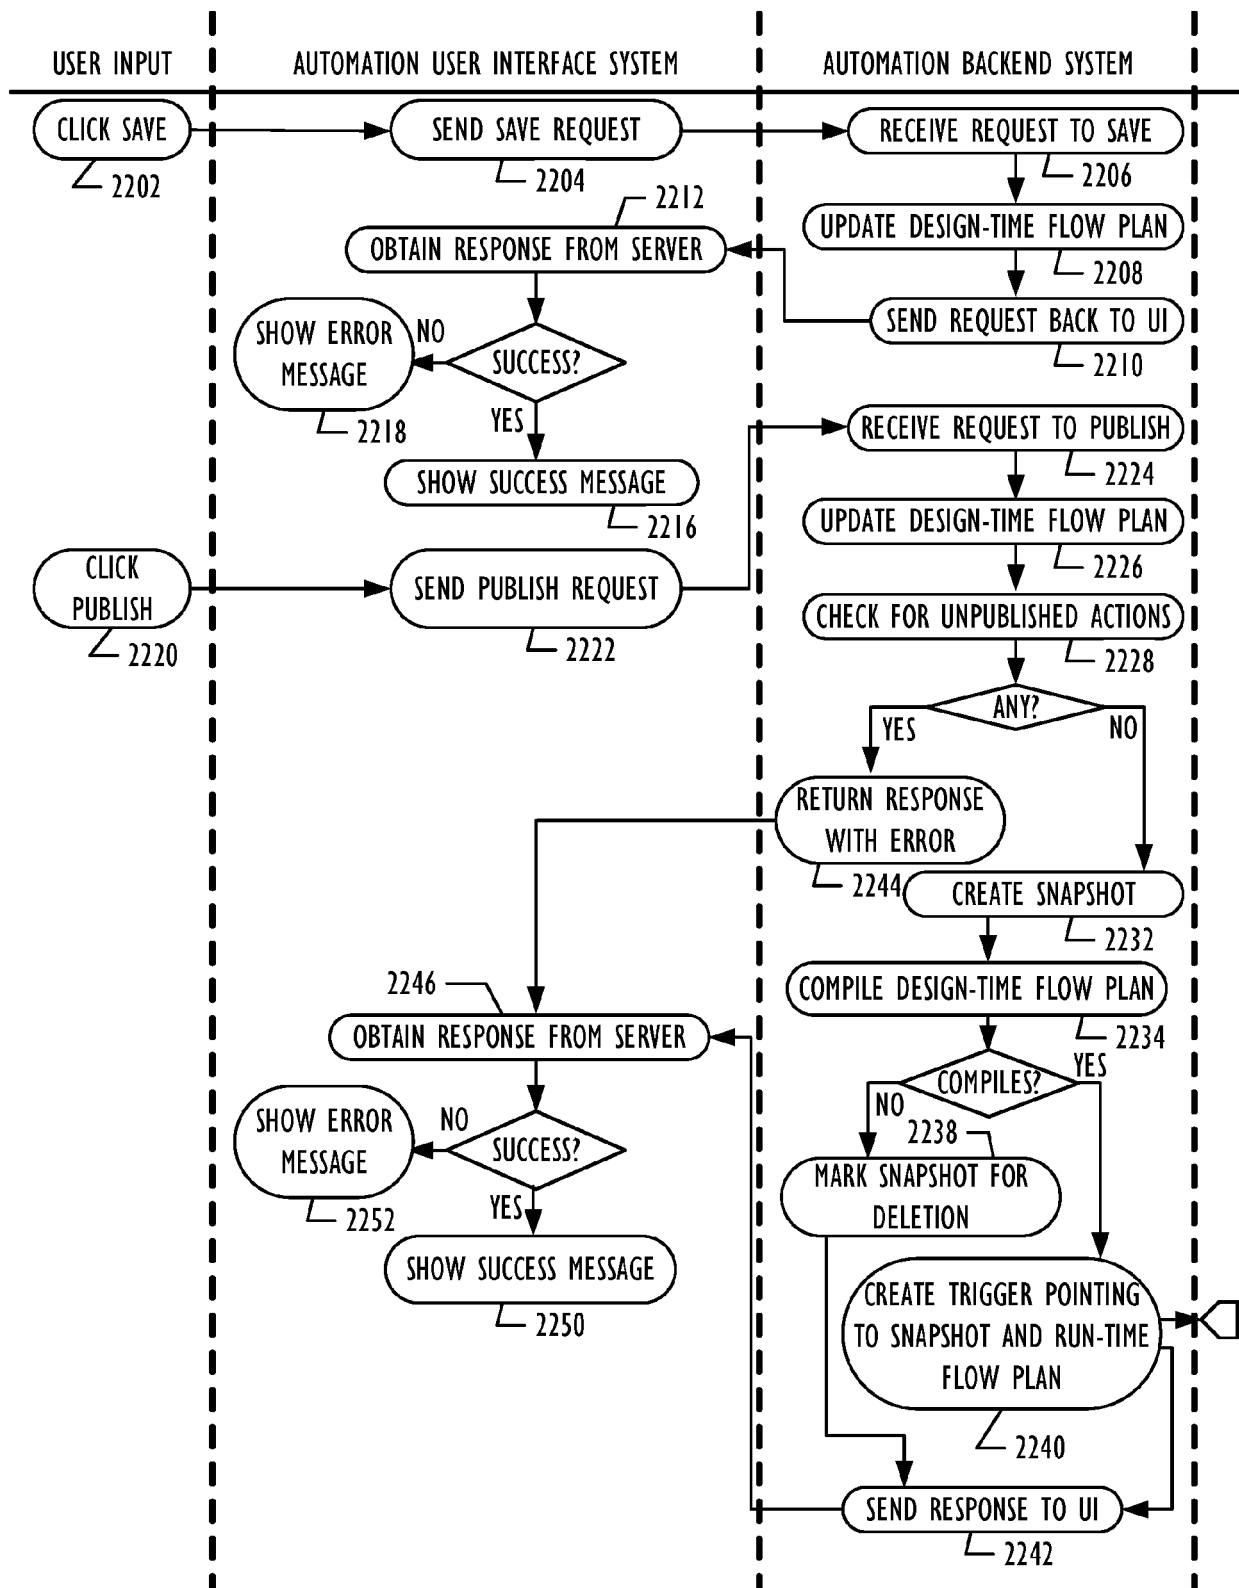 USER INPUT
AUTOMATION USER INTERFACE SYSTEM
AUTOMATION BACKEND SYSTEM
CLICK SAVE
2202
SEND SAVE REQUEST
2204
RECEIVE REQUEST TO SAVE
2206
UPDATE DESIGN-TIME FLOW PLAN
2208
SEND REQUEST BACK TO UI
2210
2212
OBTAIN RESPONSE FROM SERVER
SUCCESS?
NO
SHOW ERROR
MESSAGE
2218
YES
SHOW SUCCESS MESSAGE
2216
CLICK
PUBLISH
2220
SEND PUBLISH REQUEST
2222
RECEIVE REQUEST TO PUBLISH
2224
UPDATE DESIGN-TIME FLOW PLAN
2226
CHECK FOR UNPUBLISHED ACTIONS
2228
ANY?
YES
NO
RETURN RESPONSE
WITH ERROR
2244
CREATE SNAPSHOT
2232
COMPILE DESIGN-TIME FLOW PLAN
2234
COMPILES?
YES
NO
2238
MARK SNAPSHOT FOR
DELETION
CREATE TRIGGER POINTING
TO SNAPSHOT AND RUN-TIME
FLOW PLAN
2240
SEND RESPONSE TO UI
2242
2246
OBTAIN RESPONSE FROM SERVER
SUCCESS?
NO
SHOW ERROR
MESSAGE
2252
YES
SHOW SUCCESS MESSAGE
2250